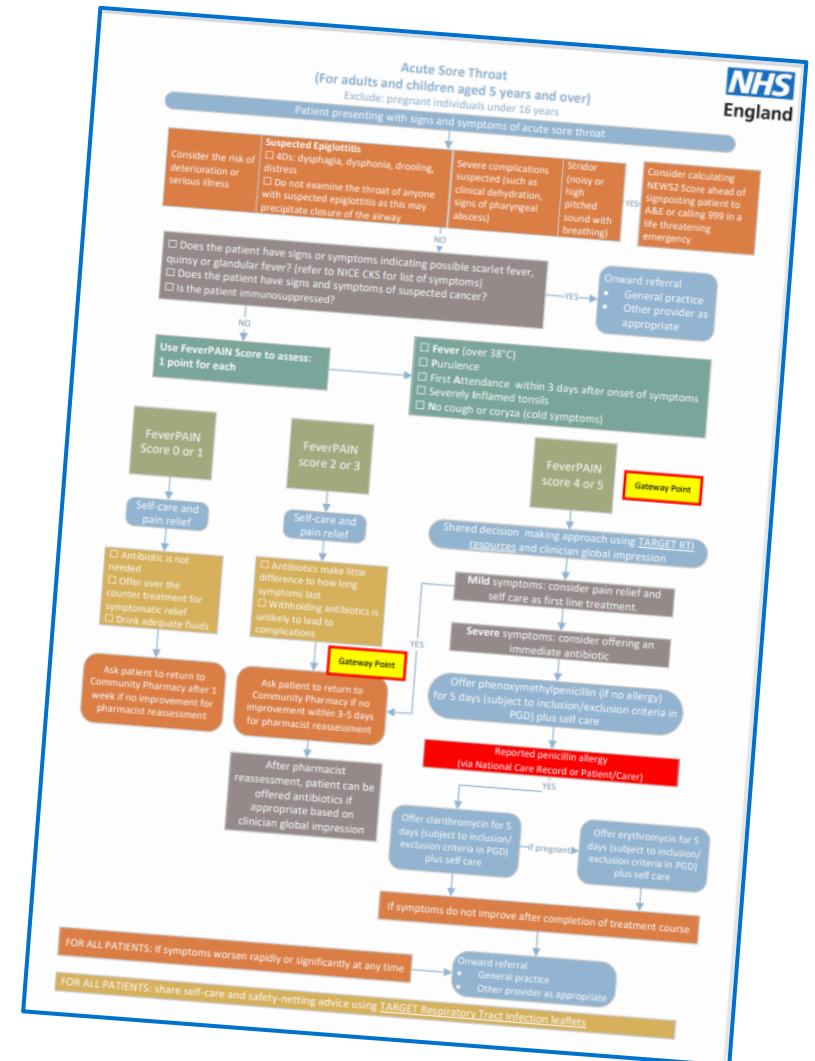 Acute Sore Throat
(For adults and children aged 5 years and over)
Exclude: pregnant individuals under 16 years
NHS
England
Patient presenting with signs and symptoms of acute sore throat
Consider the risk of
deterioration or
serious illness
Suspected Epiglottitis
☐ 4Ds: dysphagia, dysphonia, drooling,
distress
☐ Do not examine the throat of anyone
with suspected epiglottitis as this may
precipitate closure of the airway
Severe complications
suspected (such as
clinical dehydration,
signs of pharyngeal
abscess)
Stridor
(noisy or
high
pitched
sound with
breathing)
YES
Consider calculating
NEWS2 Score ahead of
signposting patient to
A&E or calling 999 in a
life threatening
emergency
NO
☐ Does the patient have signs or symptoms indicating possible scarlet fever,
quinsy or glandular fever? (refer to NICE CKS for list of symptoms)
☐ Does the patient have signs and symptoms of suspected cancer?
☐ Is the patient immunosuppressed?
YES
Onward referral
• General practice
• Other provider as
appropriate
NO
Use FeverPAIN Score to assess:
1 point for each
☐ Fever (over 38°C)
☐ Purulence
☐ First Attendance within 3 days after onset of symptoms
☐ Severely Inflamed tonsils
☐ No cough or coryza (cold symptoms)
FeverPAIN
Score 0 or 1
FeverPAIN
score 2 or 3
FeverPAIN
score 4 or 5
Gateway Point
Self-care and
pain relief
Self-care and
pain relief
Shared decision making approach using TARGET RTI
resources and clinician global impression
☐ Antibiotic is not
needed
☐ Offer over the
counter treatment for
symptomatic relief
☐ Drink adequate fluids
☐ Antibiotics make little
difference to how long
symptoms last
☐ Withholding antibiotics is
unlikely to lead to
complications
Mild symptoms: consider pain relief and
self care as first line treatment.
YES
Severe symptoms: consider offering an
immediate antibiotic
Gateway Point
Ask patient to return to
Community Pharmacy after 1
week if no improvement for
pharmacist reassessment
Ask patient to return to
Community Pharmacy if no
improvement within 3-5 days
for pharmacist reassessment
Offer phenoxymethylpenicillin (if no allergy)
for 5 days (subject to inclusion/exclusion criteria in
PGD) plus self care
After pharmacist
reassessment, patient can be
offered antibiotics if
appropriate based on
clinician global impression
Reported penicillin allergy
(via National Care Record or Patient/Carer)
YES
Offer clarithromycin for 5
days (subject to inclusion/
exclusion criteria in PGD)
plus self care
If pregnant
Offer erythromycin for 5
days (subject to inclusion/
exclusion criteria in PGD)
plus self care
If symptoms do not improve after completion of treatment course
FOR ALL PATIENTS: If symptoms worsen rapidly or significantly at any time
Onward referral
• General practice
• Other provider as appropriate
FOR ALL PATIENTS: share self-care and safety-netting advice using TARGET Respiratory Tract Infection leaflets